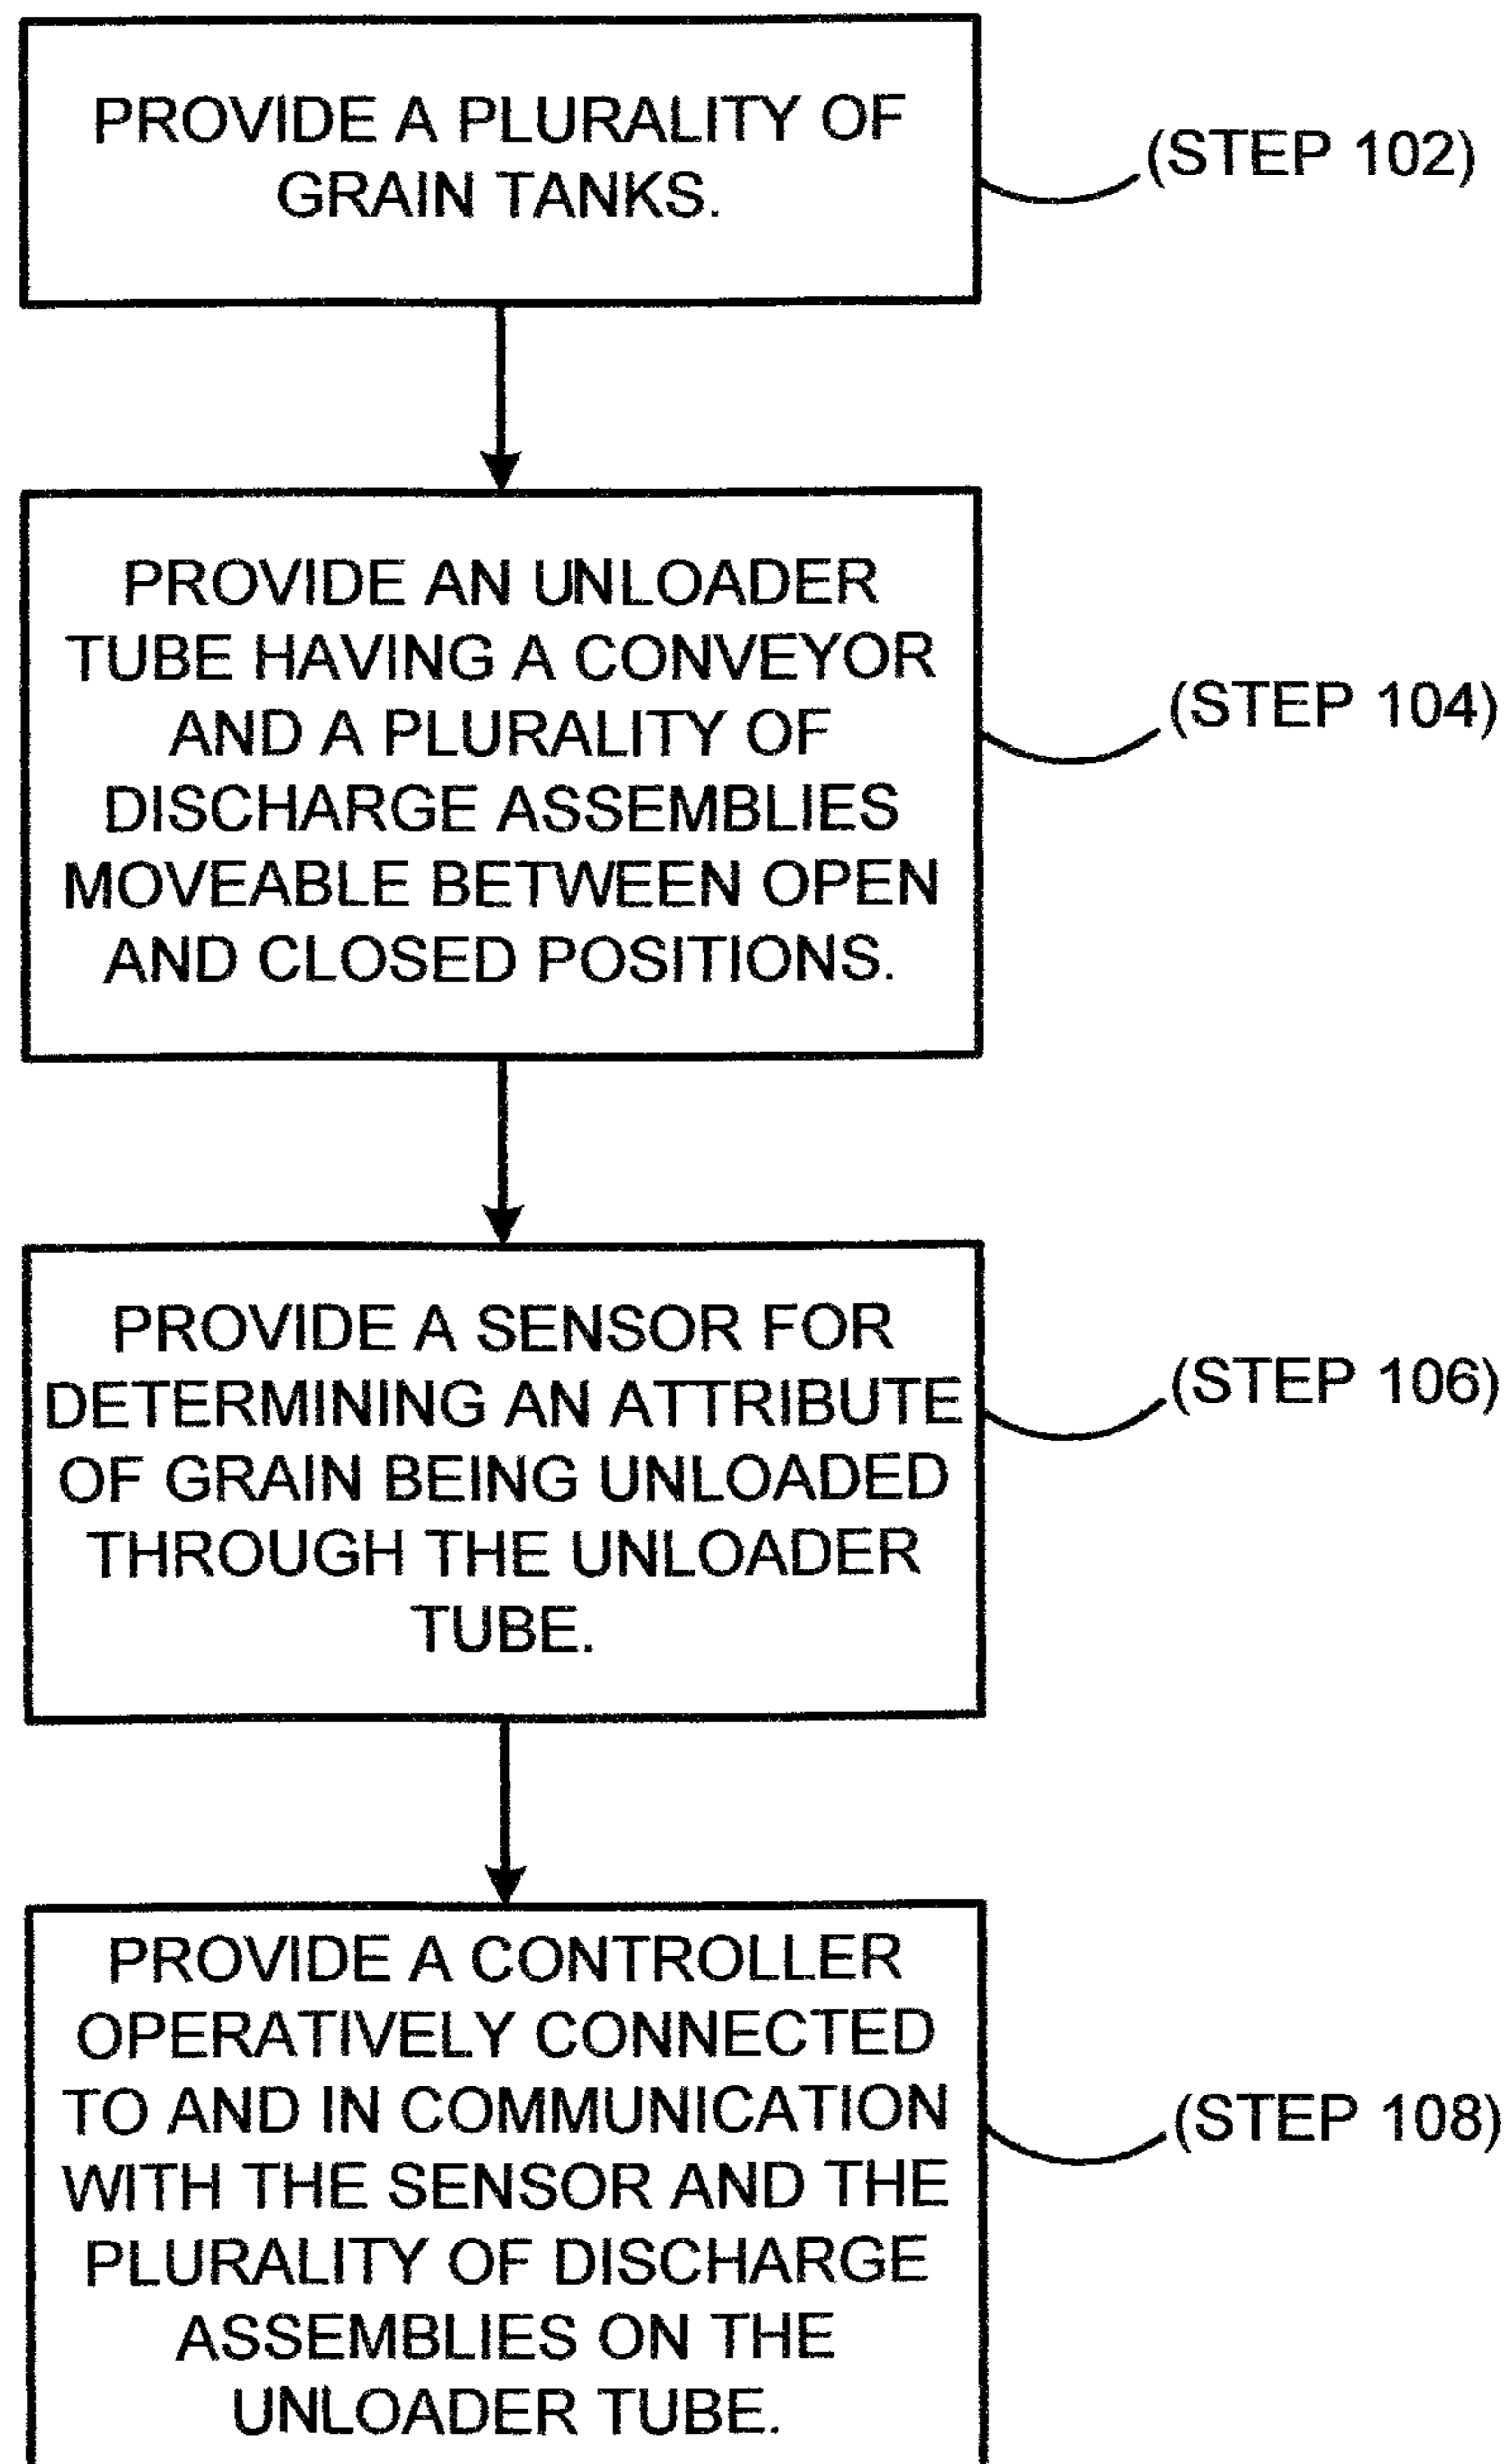 PROVIDE A PLURALITY OF
GRAIN TANKS.
(STEP 102)
PROVIDE AN UNLOADER
TUBE HAVING A CONVEYOR
AND A PLURALITY OF
DISCHARGE ASSEMBLIES
MOVEABLE BETWEEN OPEN
AND CLOSED POSITIONS.
(STEP 104)
PROVIDE A SENSOR FOR
DETERMINING AN ATTRIBUTE
OF GRAIN BEING UNLOADED
THROUGH THE UNLOADER
TUBE.
(STEP 106)
PROVIDE A CONTROLLER
OPERATIVELY CONNECTED
TO AND IN COMMUNICATION
WITH THE SENSOR AND THE
PLURALITY OF DISCHARGE
ASSEMBLIES ON THE
UNLOADER TUBE.
(STEP 108)